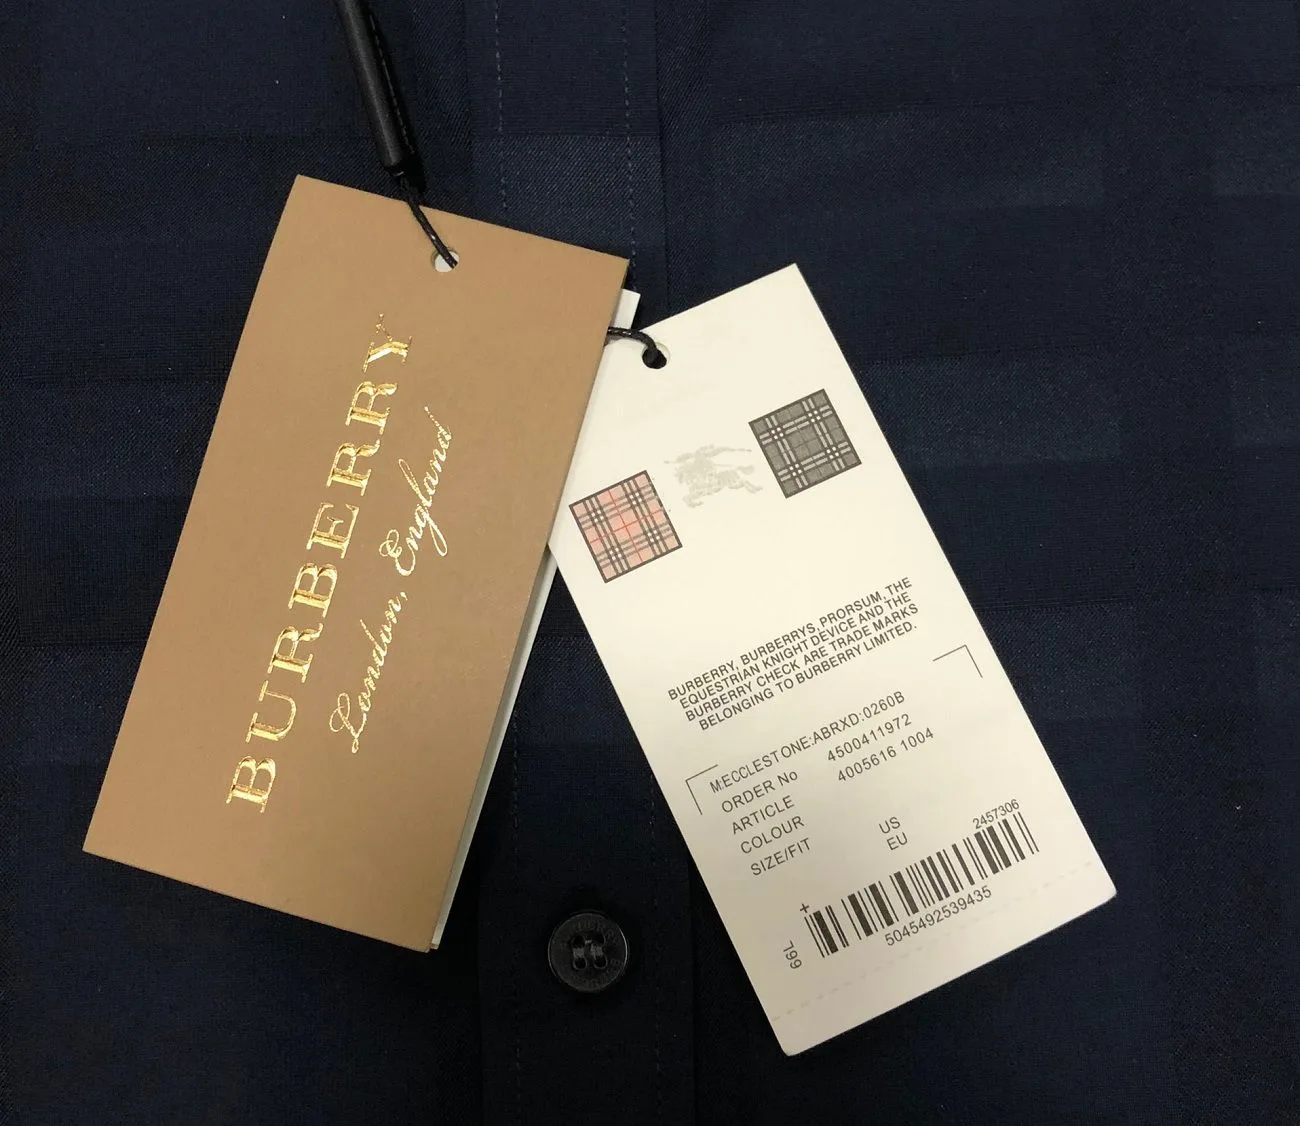 BURBERRY
London, England
BURBERRY, BURBERRYS, PRORSUM, THE
EQUESTRIAN KNIGHT DEVICE AND THE
BURBERRY CHECK ARE TRADE MARKS
BELONGING TO BURBERRY LIMITED.
M:ECCLESTONE:ABRXD:0260B
ORDER No 4500411972
ARTICLE 4005616 1004
COLOUR
SIZE/FIT US
EU
2457306
+
66L
5045492539435